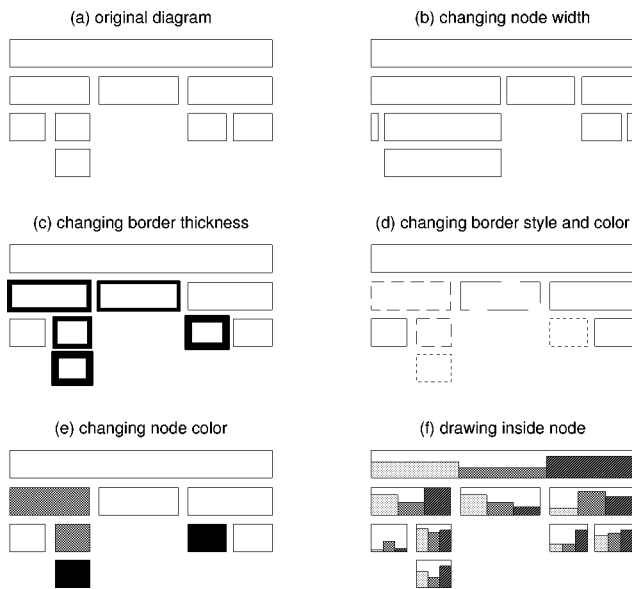 (a) original diagram
(b) changing node width
(c) changing border thickness
(d) changing border style and color
(e) changing node color
(f) drawing inside node